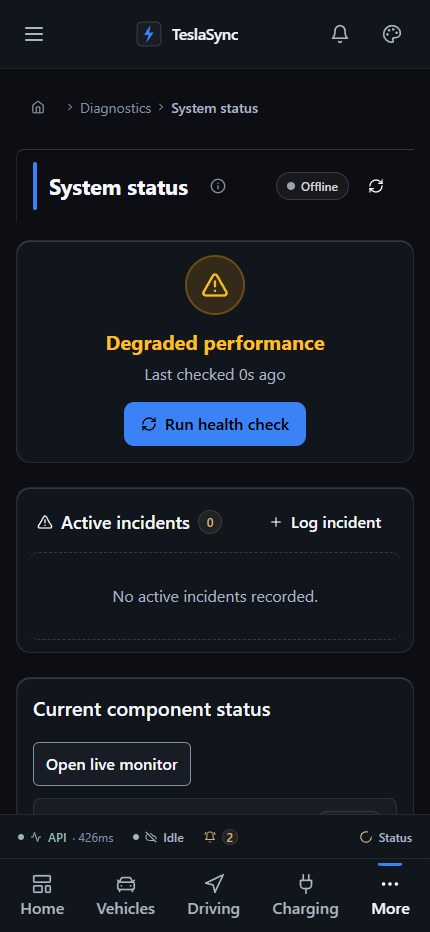 TeslaSync
Diagnostics
System status
System status
Offline
Degraded performance
Last checked 0s ago
Run health check
Active incidents 0
Log incident
No active incidents recorded.
Current component status
Open live monitor
API · 426ms
Idle
2
Status
Home
Vehicles
Driving
Charging
More